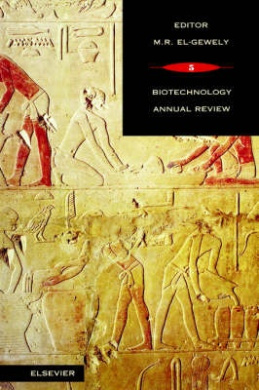 EDITOR
M.R. EL-GEWELY
5
BIOTECHNOLOGY
ANNUAL REVIEW
ELSEVIER